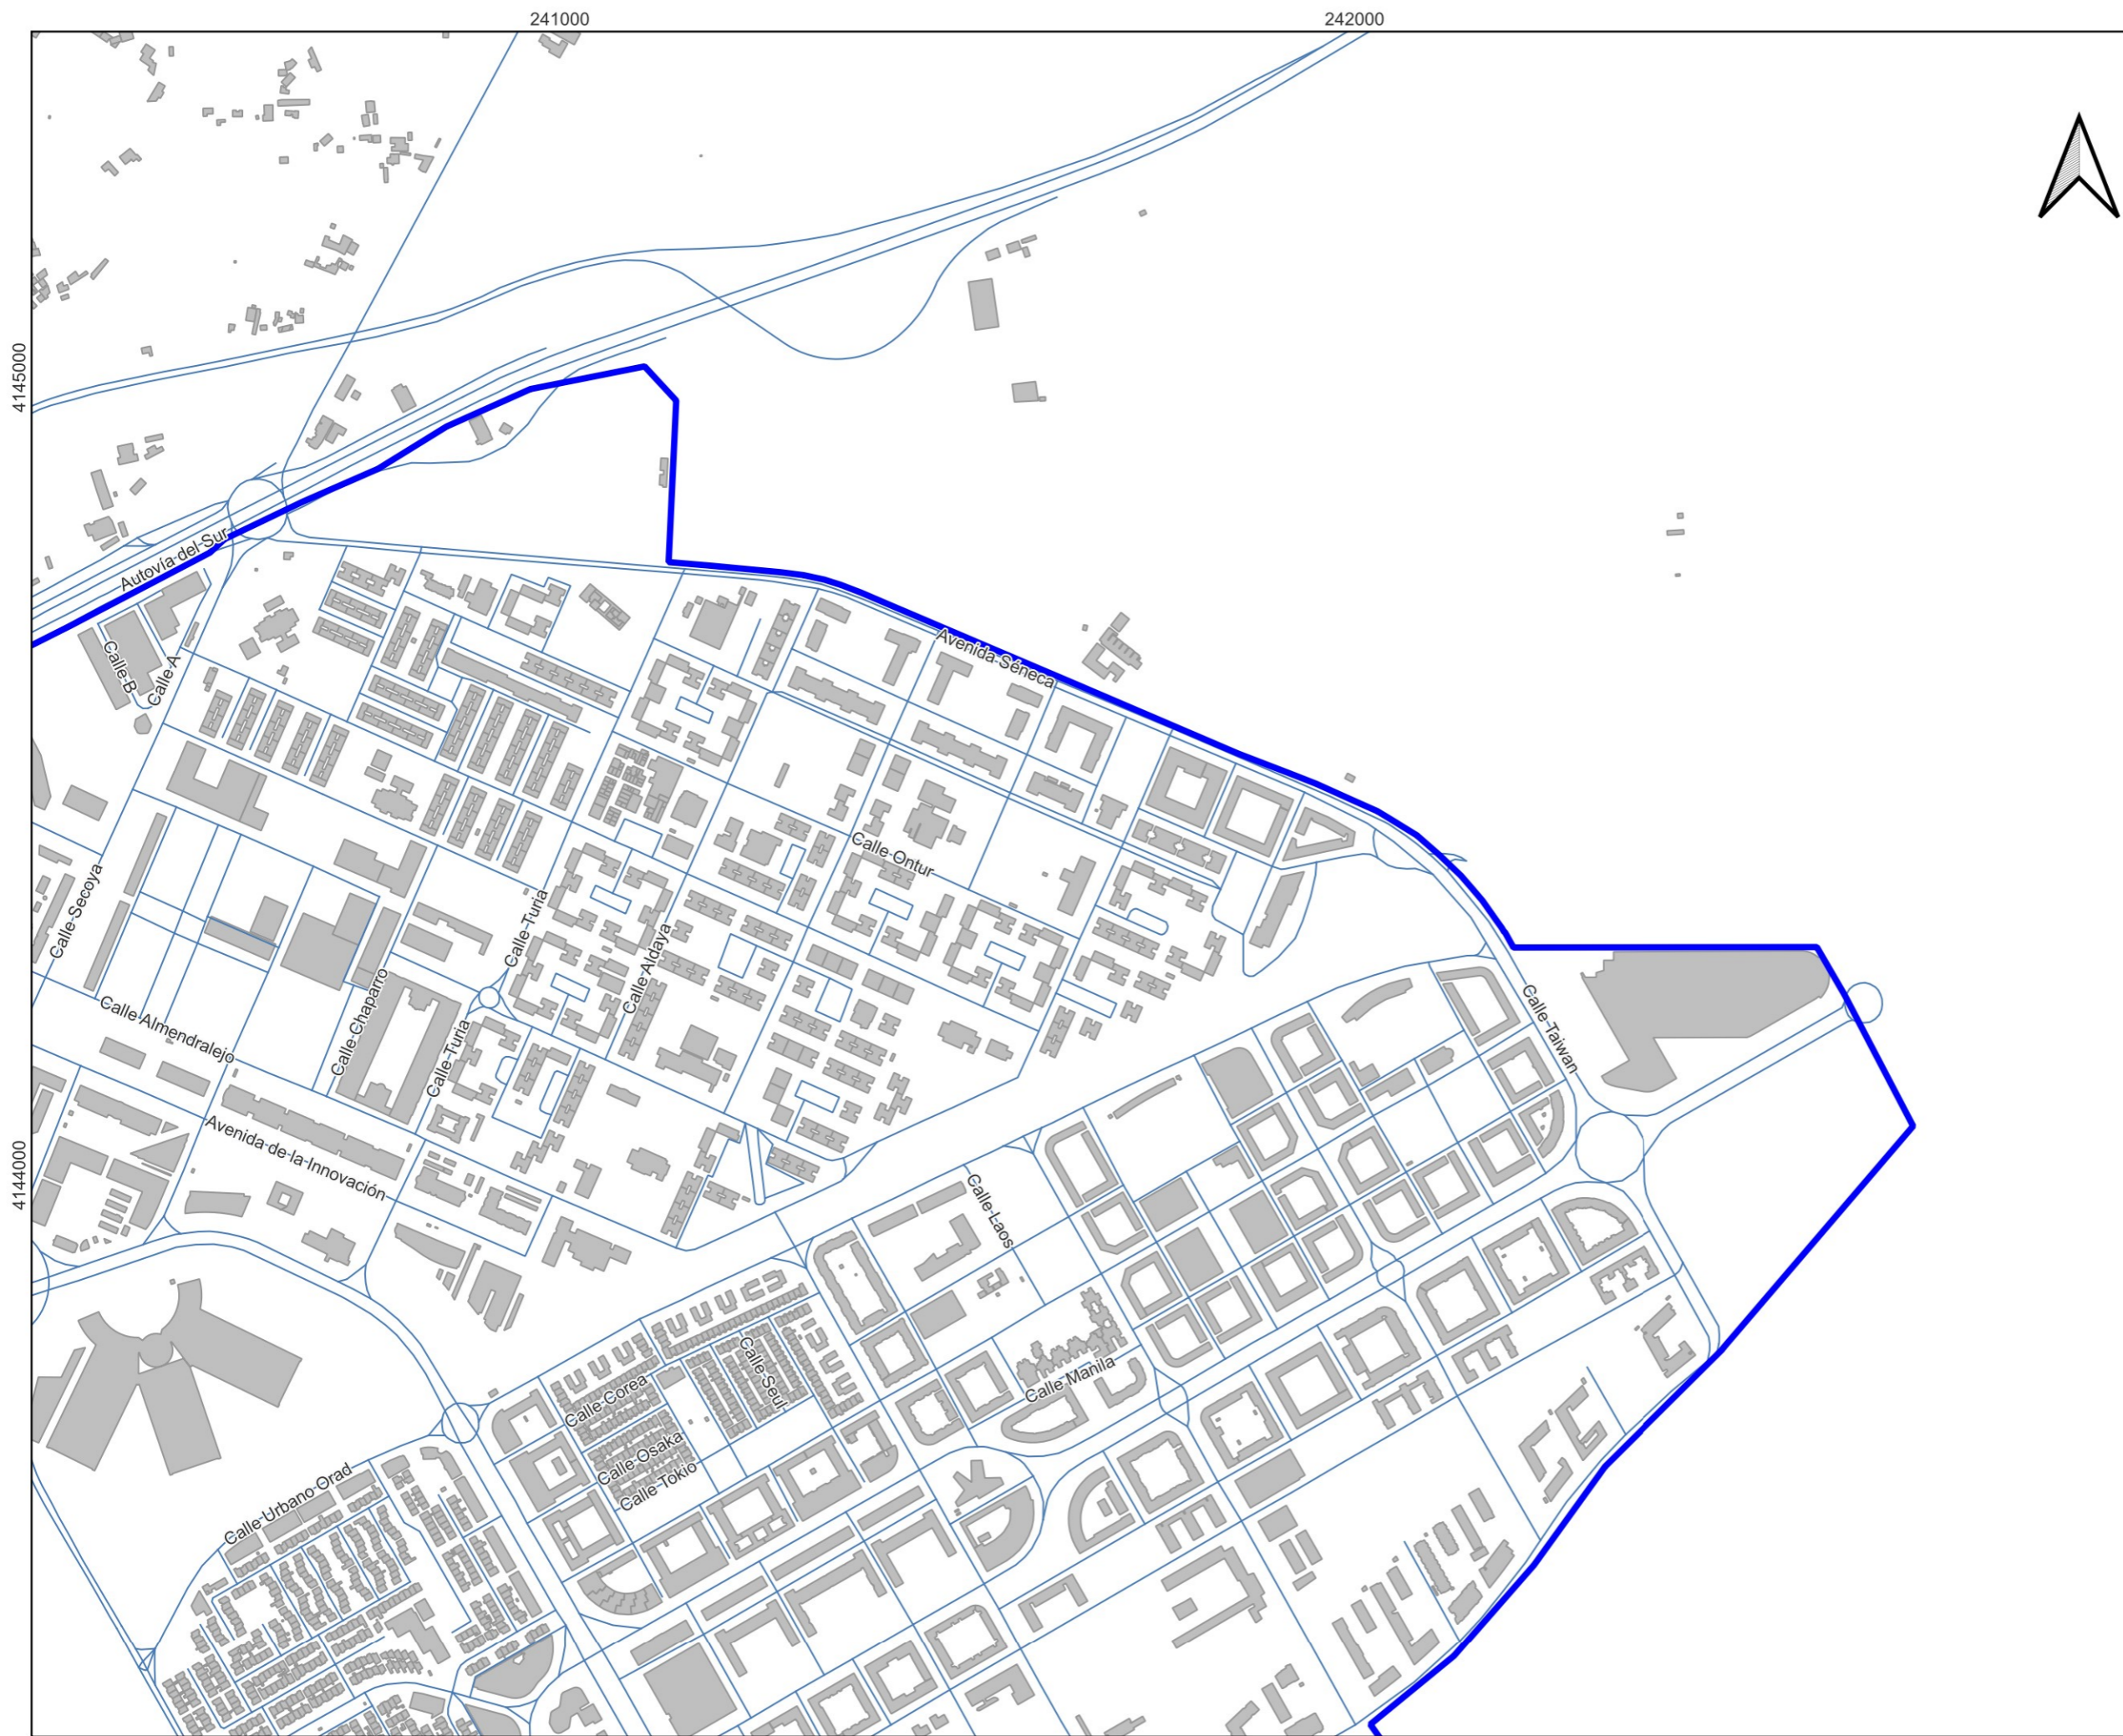 241000
242000
4145000
4144000
Autovía del Sur
Calle B
Calle A
Avenida Séneca
Calle Ontur
Calle Secoya
Calle Turia
Calle Aldaya
Calle Almendralejo
Calle Chaparro
Calle Turia
Calle Taiwan
Avenida de la Innovación
Calle Laos
Calle Seul
Calle Manila
Calle Corea
Calle Osaka
Calle Tokio
Calle Urbano Orad